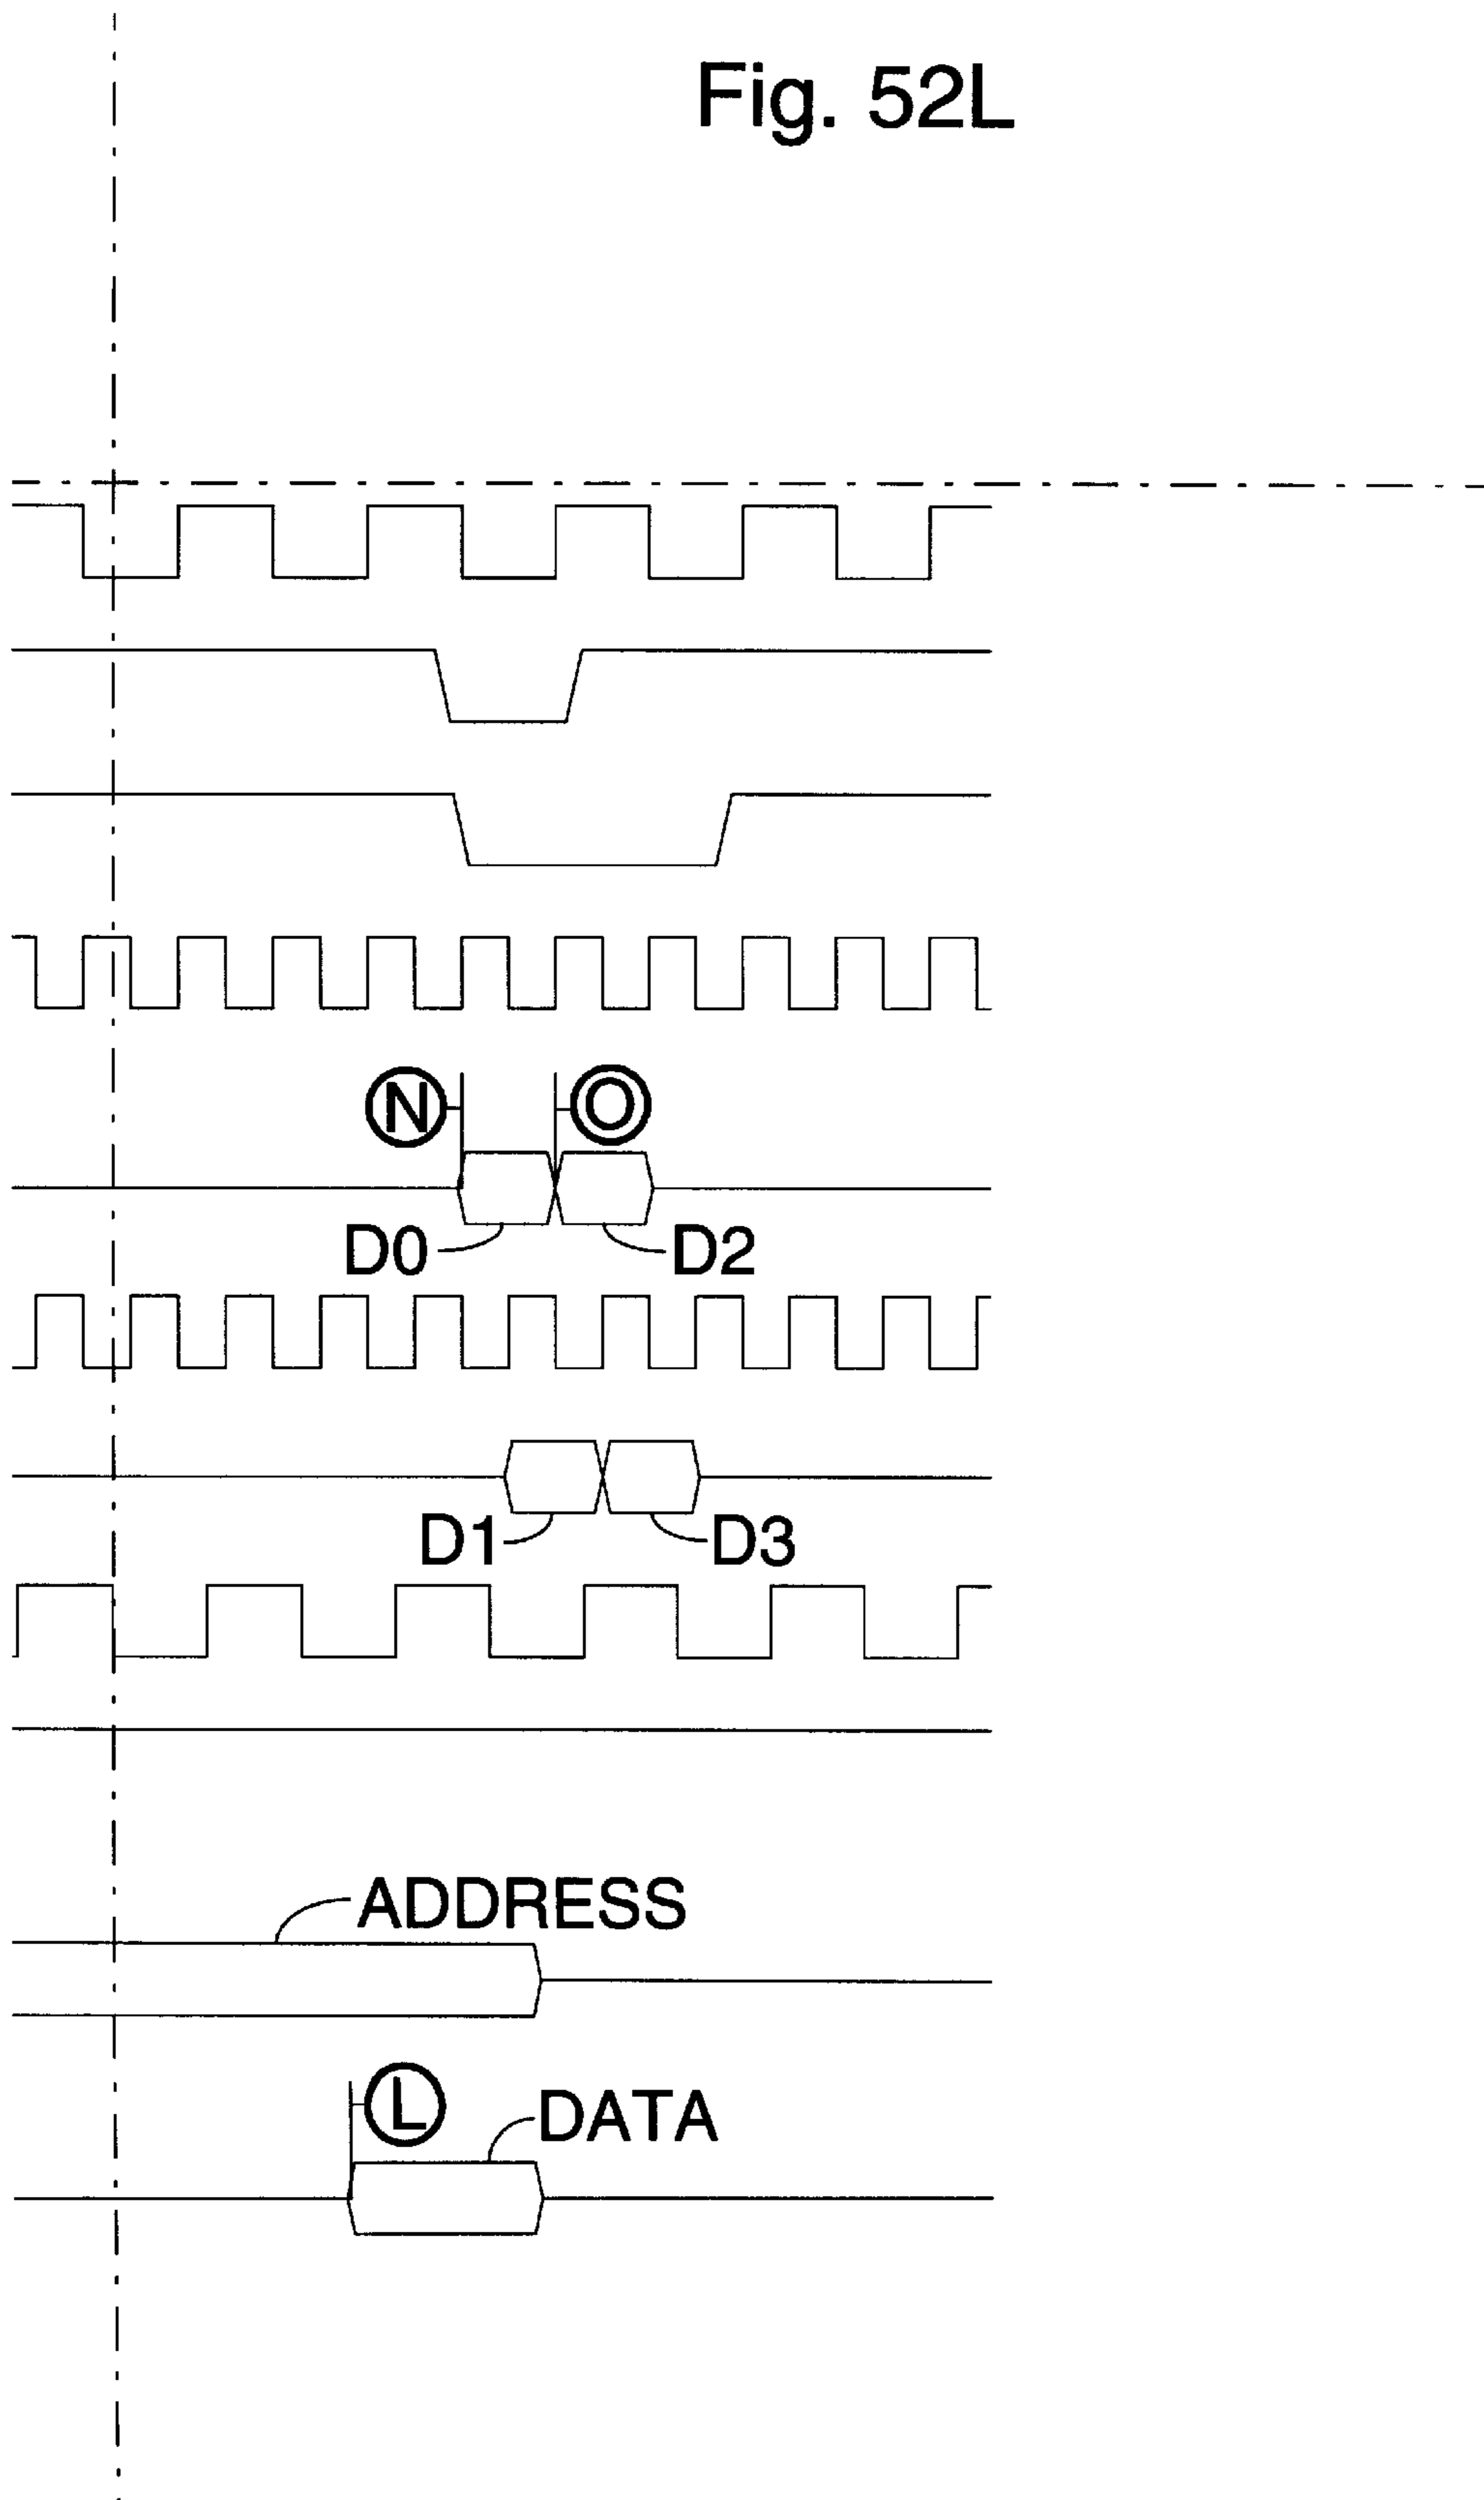 Fig. 52L
N O
D0 D2
D1 D3
ADDRESS
L
DATA